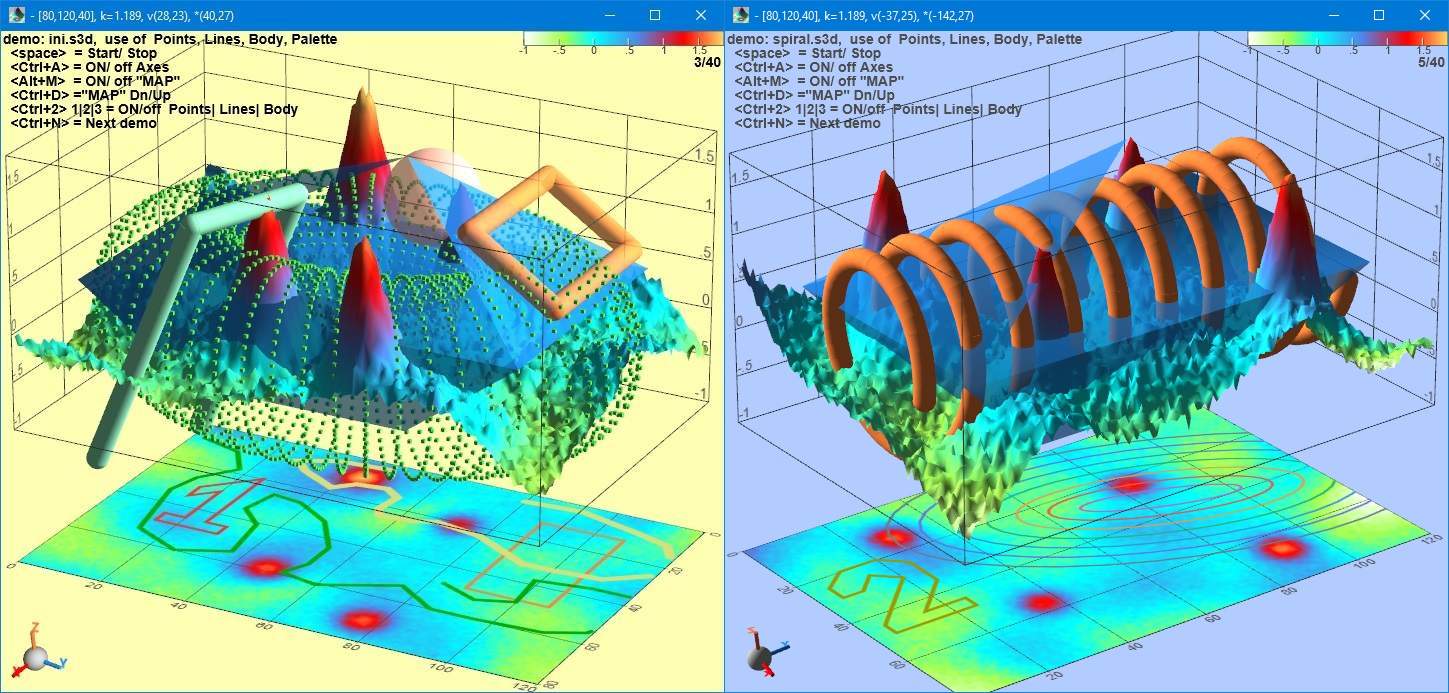 - [80,120,40], k=1.189, v(28,23), *(40,27)
demo: ini.s3d,  use of  Points, Lines, Body, Palette
<space>  = Start/ Stop
<Ctrl+A> = ON/ off Axes
<Alt+M>  = ON/ off "MAP"
<Ctrl+D> ="MAP" Dn/Up
<Ctrl+2> 1|2|3 = ON/off  Points| Lines| Body
<Ctrl+N> = Next demo
-1 -.5 0 .5 1 1.5
3/40
1.5
1
.5
0
-.5
-1
1.5
1
.5
0
.5
-1
1
0 20 40 60 80 100 120
0 20 40 60 80
Z
Y
X
- [80,120,40], k=1.189, v(-37,25), *(-142,27)
demo: spiral.s3d,  use of  Points, Lines, Body, Palette
<space>  = Start/ Stop
<Ctrl+A> = ON/ off Axes
<Alt+M>  = ON/ off "MAP"
<Ctrl+D> ="MAP" Dn/Up
<Ctrl+2> 1|2|3 = ON/off  Points| Lines| Body
<Ctrl+N> = Next demo
-1 -.5 0 .5 1 1.5
5/40
1.5
1
.5
0
-.5
-1
1.5
1
.5
0
-1
2
0 40 60
20 40 60 80 100 120
Z
X